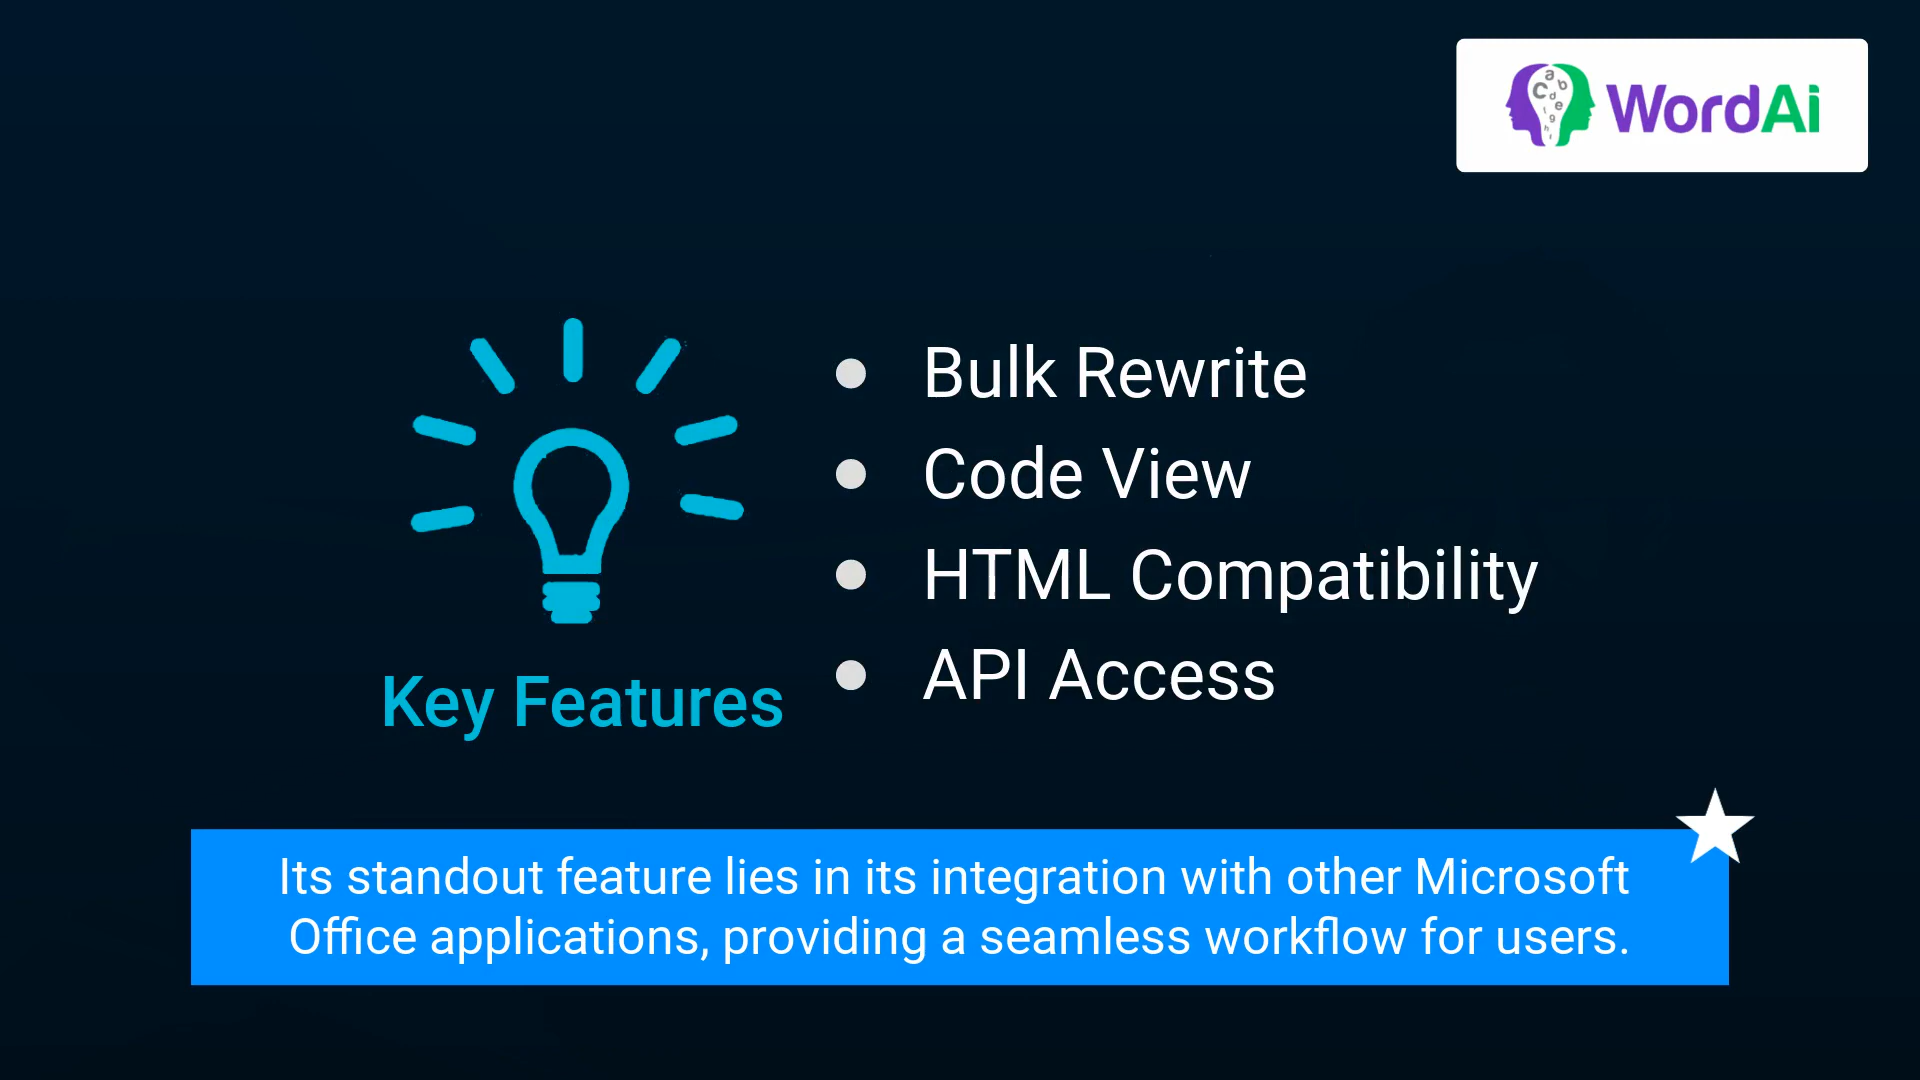 WordAi
Bulk Rewrite
Code View
HTML Compatibility
API Access
Key Features
Its standout feature lies in its integration with other Microsoft
Office applications, providing a seamless workflow for users.